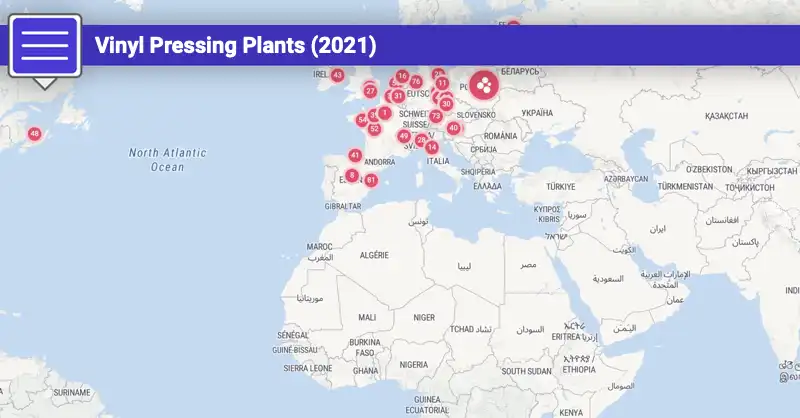 Vinyl Pressing Plants (2021)
БЕЛАРУСЬ
IREL
43
16
76
11
27
31
DEUTSC
30
УКРАЇНА
ҚАЗАҚСТАН
SLOVENSKO
SCHWEI
SUISSE
73
54
1
52
40
48
49
14
ROMÂNIA
СРБИЈА
ITALIA
North Atlantic
Ocean
41
ANDORRA
SHQIPËRIA
O'ZBEKISTON
КЫРГЫЗСТАН
AZƏRBAYCAN
TÜRKMENISTAN
ТОҶИКИСТОН
8
81
ΕΛΛΑΔΑ
TÜRKIYE
GIBRALTAR
ΚΥΠΡΟΣ
KIBRIS
سوريا
تونس
ישראל
ایران
افغانستان
پاکستان
MAROC
المغرب
ALGÉRIE
ليبيا
مصر
الكويت
السعودية
الإمارات العربية
المتحدة
عمان
INDI
موريتانيا
MALI
NIGER
TCHAD تشاد
السودان
ኤርትራ
ERITREA إرتريا
اليمن
SÉNÉGAL
GUINÉ BISSAU
BURKINA
FASO
SIERRA LEONE
GHANA
NIGERIA
SOUTH SUDAN
ኢትዮጵያ
ETHIOPIA
الصومال
SURINAME
GUINEA
ECUATORIAL
KENYA